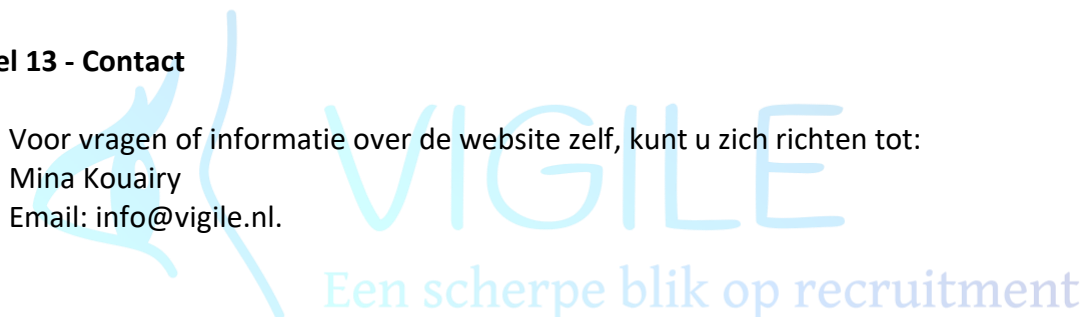 el 13 - Contact
Voor vragen of informatie over de website zelf, kunt u zich richten tot:
Mina Kouairy
Email: info@vigile.nl.
VIGILE
Een scherpe blik op recruitment